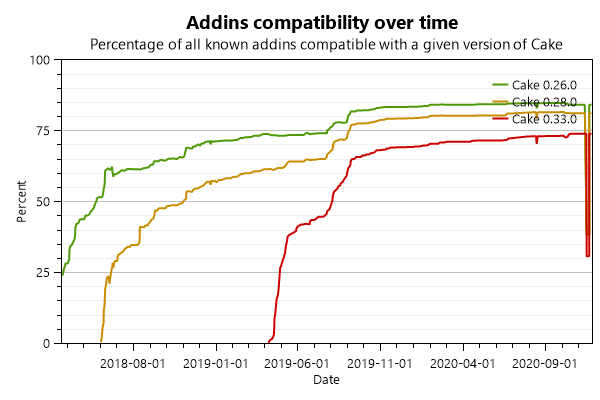 Addins compatibility over time
Percentage of all known addins compatible with a given version of Cake
100
Cake 0.26.0
Cake 0.28.0
Cake 0.33.0
75
Percent
50
25
0
2018-08-01 2019-01-01 2019-06-01 2019-11-01 2020-04-01 2020-09-01
Date